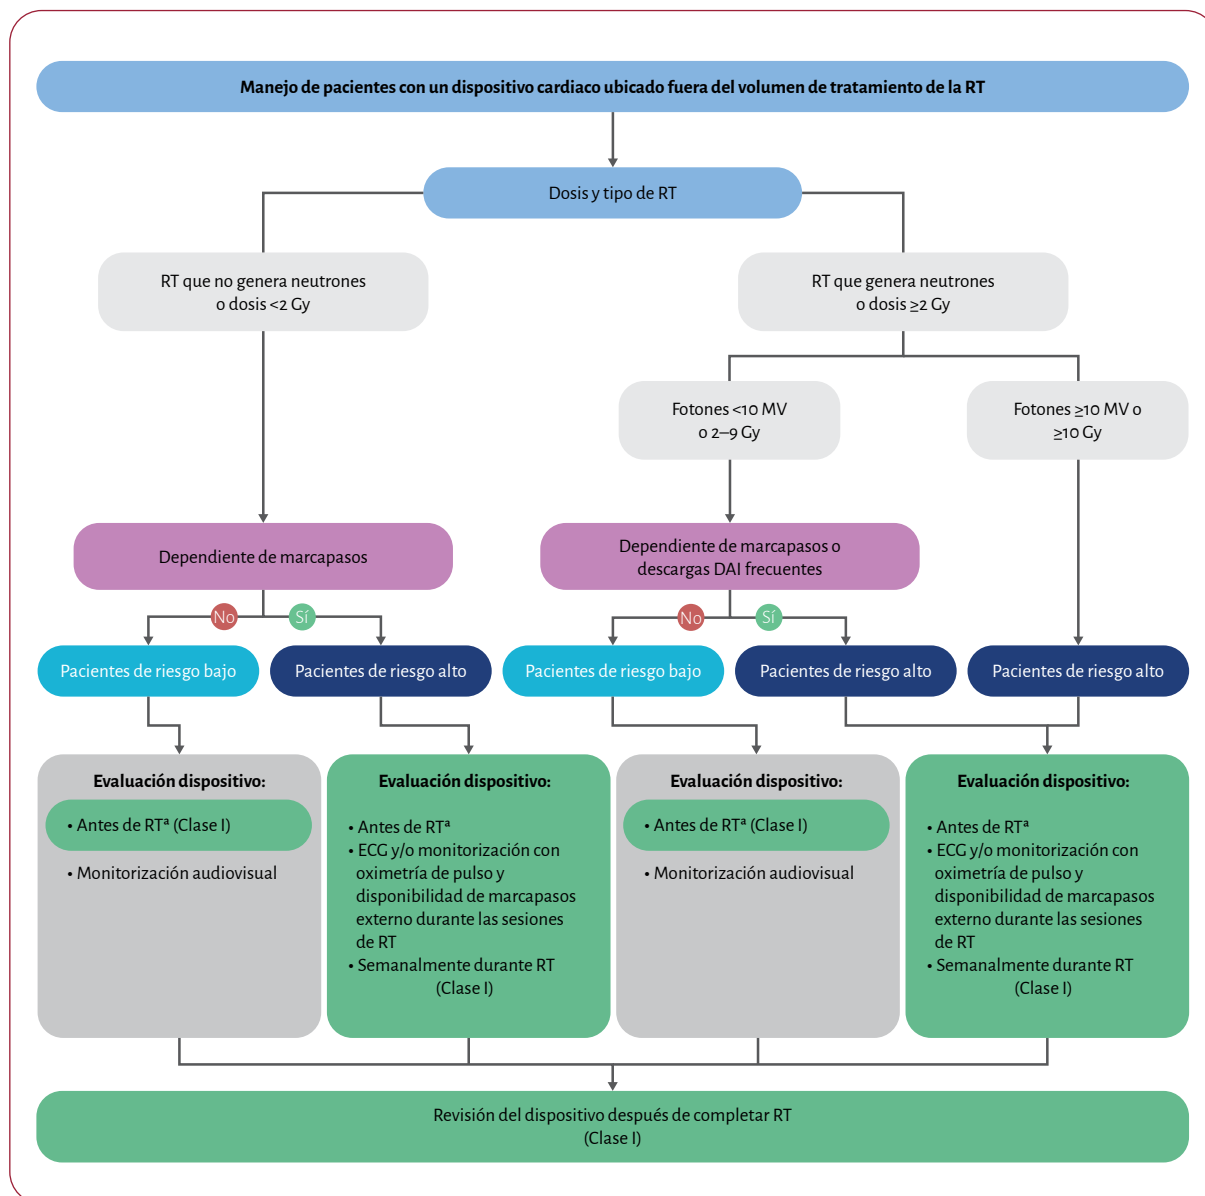 Manejo de pacientes con un dispositivo cardiaco ubicado fuera del volumen de tratamiento de la RT
Dosis y tipo de RT
RT que no genera neutrones
o dosis <2 Gy
RT que genera neutrones
o dosis ≥2 Gy
Fotones <10 MV
o 2–9 Gy
Fotones ≥10 MV o
≥10 Gy
Dependiente de marcapasos
Dependiente de marcapasos o
descargas DAI frecuentes
No
Sí
No
Sí
Pacientes de riesgo bajo
Pacientes de riesgo alto
Pacientes de riesgo bajo
Pacientes de riesgo alto
Pacientes de riesgo alto
Evaluación dispositivo:
• Antes de RTª (Clase I)
• Monitorización audiovisual
Evaluación dispositivo:
• Antes de RTª
• ECG y/o monitorización con
oximetría de pulso y
disponibilidad de marcapasos
externo durante las sesiones
de RT
• Semanalmente durante RT
(Clase I)
Evaluación dispositivo:
• Antes de RTª (Clase I)
• Monitorización audiovisual
Evaluación dispositivo:
• Antes de RTª
• ECG y/o monitorización con
oximetría de pulso y
disponibilidad de marcapasos
externo durante las sesiones
de RT
• Semanalmente durante RT
(Clase I)
Revisión del dispositivo después de completar RT
(Clase I)